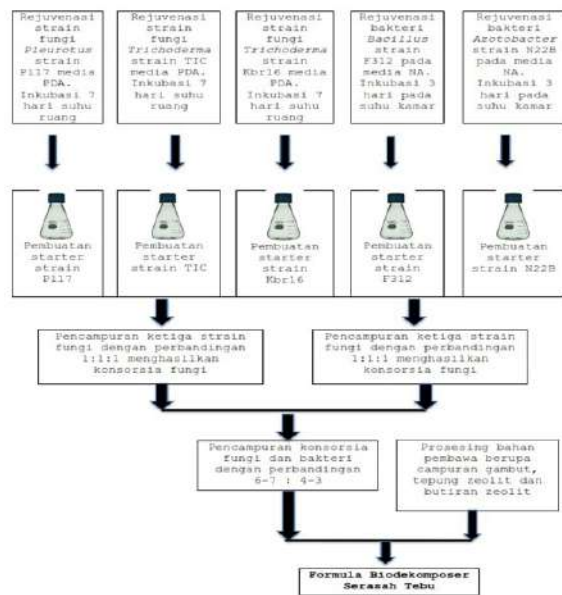 Rejuvenasi
strain
fungi
Pleurotus
strain
Pl17 media
PDA.
Inkubasi 7
hari suhu
ruang
Rejuvenasi
strain
fungi
Trichoderma
strain TIC
media PDA.
Inkubasi 7
hari suhu
ruang
Rejuvenasi
strain
fungi
Trichoderma
strain
Kbr16 media
PDA.
Inkubasi 7
hari suhu
ruang
Rejuvenasi
bakteri
Bacillus
strain
F312 pada
media NA.
Inkubasi 3
hari pada
suhu kamar
Rejuvenasi
bakteri
Azotobacter
strain N22B
pada media
NA.
Inkubasi 3
hari pada
suhu kamar
Pembuatan
starter
strain
Pl17
Pembuatan
starter
strain TIC
Pembuatan
starter
strain
Kbr16
Pembuatan
starter
strain
F312
Pembuatan
starter
strain N22B
Pencampuran ketiga strain
fungi dengan perbandingan
1:1:1 menghasilkan
konsorsia fungi
Pencampuran ketiga strain
fungi dengan perbandingan
1:1:1 menghasilkan
konsorsia fungi
Pencampuran konsorsia
fungi dan bakteri
dengan perbandingan
6-7 : 4-3
Prosesing bahan
pembawa berupa
campuran gambut,
tepung zeolit dan
butiran zeolit
Formula Biodekomposer
Serasah Tebu